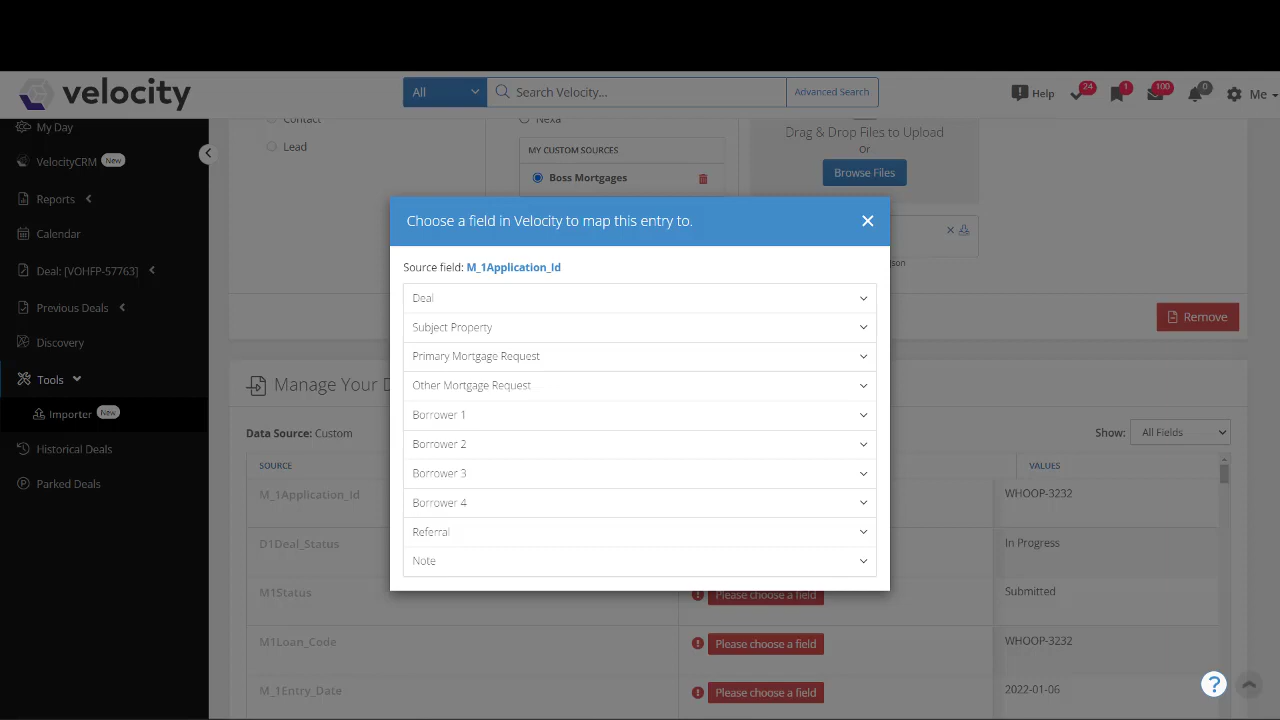 velocity
All
Search Velocity...
Advanced Search
Help
24
1
100
0
Me
My Day
VelocityCRM New
Reports
Calendar
Deal: [VOHFP-57763]
Previous Deals
Discovery
Tools
Importer New
Historical Deals
Parked Deals
Contact
Lead
Nexa
MY CUSTOM SOURCES
Boss Mortgages
Drag & Drop Files to Upload
Or
Browse Files
Remove
Choose a field in Velocity to map this entry to.
Source field: M_1Application_Id
Deal
Subject Property
Primary Mortgage Request
Other Mortgage Request
Borrower 1
Borrower 2
Borrower 3
Borrower 4
Referral
Note
Manage Your
Data Source: Custom
Show: All Fields
SOURCE
VALUES
M_1Application_Id
WHOOP-3232
D1Deal_Status
In Progress
M1Status
Please choose a field
Submitted
M1Loan_Code
Please choose a field
WHOOP-3232
M_1Entry_Date
Please choose a field
2022-01-06
?